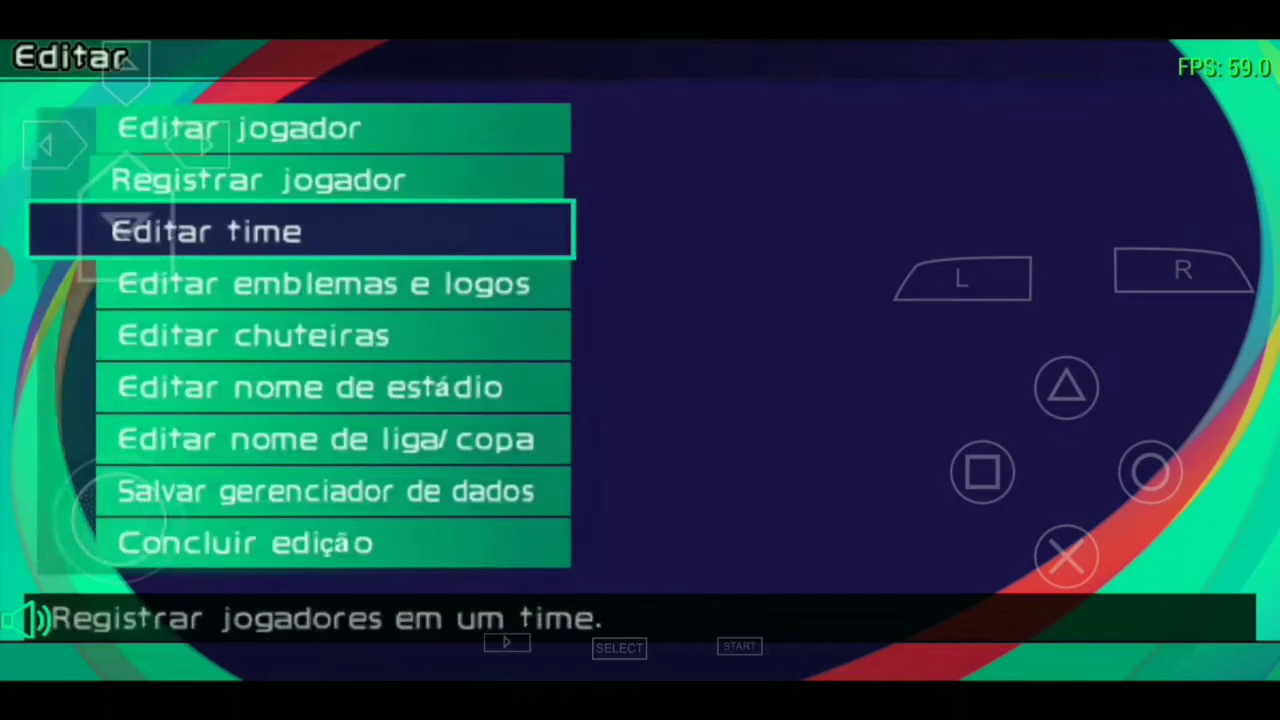 Editar
FPS: 59.0
Editar jogador
Registrar jogador
Editar time
Editar emblemas e logos
Editar chuteiras
Editar nome de estádio
Editar nome de liga/copa
Salvar gerenciador de dados
Concluir edição
L
R
Registrar jogadores em um time.
SELECT
START